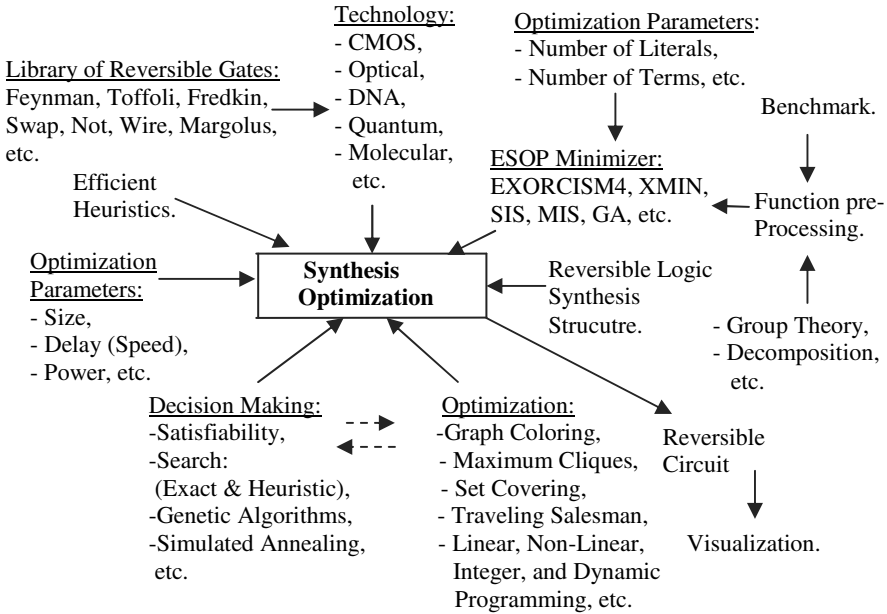 Technology:
- CMOS,
- Optical,
- DNA,
- Quantum,
- Molecular,
etc.
Optimization Parameters:
- Number of Literals,
- Number of Terms, etc.
Library of Reversible Gates:
Feynman, Toffoli, Fredkin,
Swap, Not, Wire, Margolus,
etc.
Benchmark.
ESOP Minimizer:
EXORCISM4, XMIN,
SIS, MIS, GA, etc.
Efficient
Heuristics.
Function pre-
Processing.
Optimization
Parameters:
- Size,
- Delay (Speed),
- Power, etc.
Synthesis
Optimization
Reversible Logic
Synthesis
Strucutre.
- Group Theory,
- Decomposition,
etc.
Decision Making:
-Satisfiability,
-Search:
(Exact & Heuristic),
-Genetic Algorithms,
-Simulated Annealing,
etc.
Optimization:
-Graph Coloring,
- Maximum Cliques,
- Set Covering,
- Traveling Salesman,
- Linear, Non-Linear,
Integer, and Dynamic
Programming, etc.
Reversible
Circuit
Visualization.